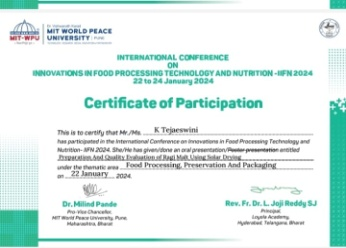 Dr. Vishwanath Karad
MIT WORLD PEACE
UNIVERSITY | PUNE
MIT-WPU
INTERNATIONAL CONFERENCE
ON
INNOVATIONS IN FOOD PROCESSING TECHNOLOGY AND NUTRITION -IIFN 2024
22 to 24 January 2024
Certificate of Participation
This is to certify that Mr./Ms. K Tejaeswini
has participated in the International Conference on Innovations in Food Processing Technology and
Nutrition- IIFN 2024. She/He has given/done an oral presentation/Poster presentation entitled
Preparation And Quality Evaluation of Ragi Malt Using Solar Drying
under the thematic area Food Processing, Preservation And Packaging
on 22 January 2024.
Dr. Milind Pande
Pro-Vice Chancellor,
MIT World Peace University, Pune,
Maharashtra, Bharat
Rev. Fr. Dr. L. Joji Reddy SJ
Principal,
Loyola Academy,
Hyderabad, Telangana, Bharat